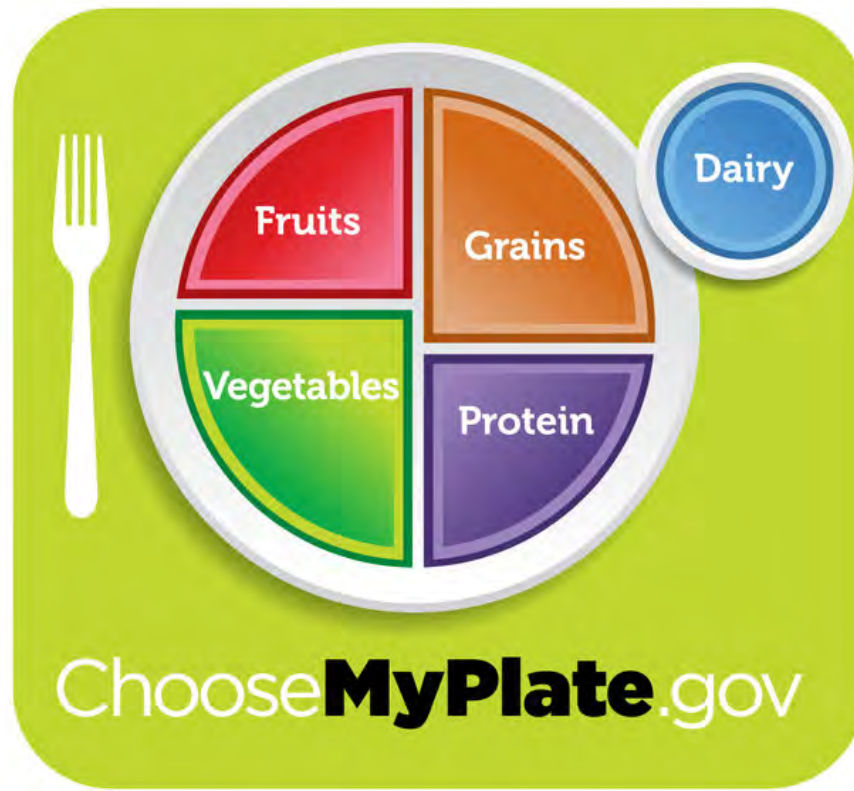 Fruits
Grains
Dairy
Vegetables
Protein
ChooseMyPlate.gov